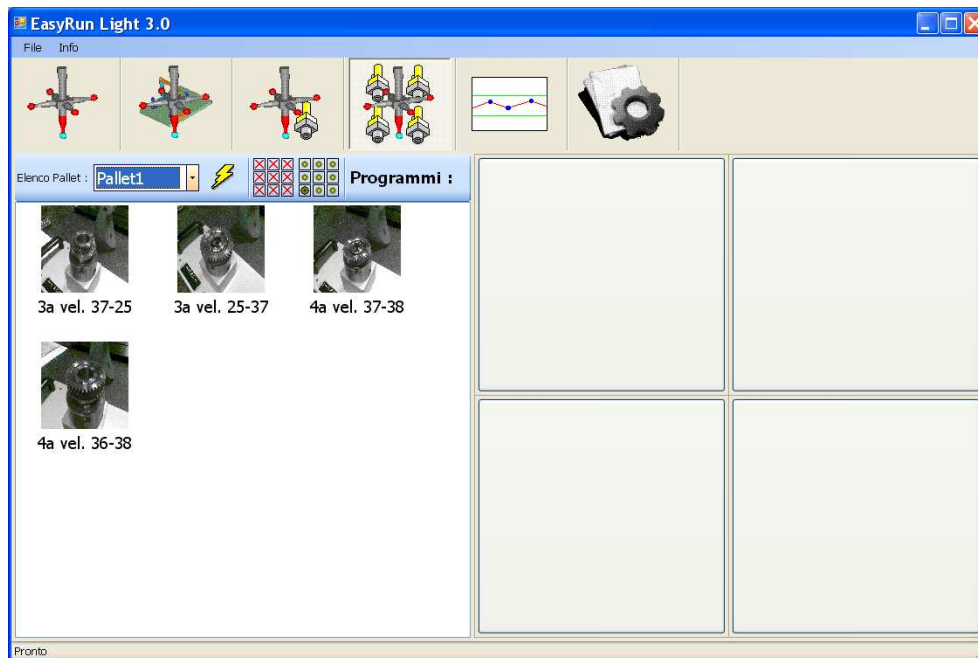 EasyRun Light 3.0
File Info
Elenco Pallet : Pallet1 Programmi :
3a vel. 37-25 3a vel. 25-37 4a vel. 37-38
4a vel. 36-38
Pronto